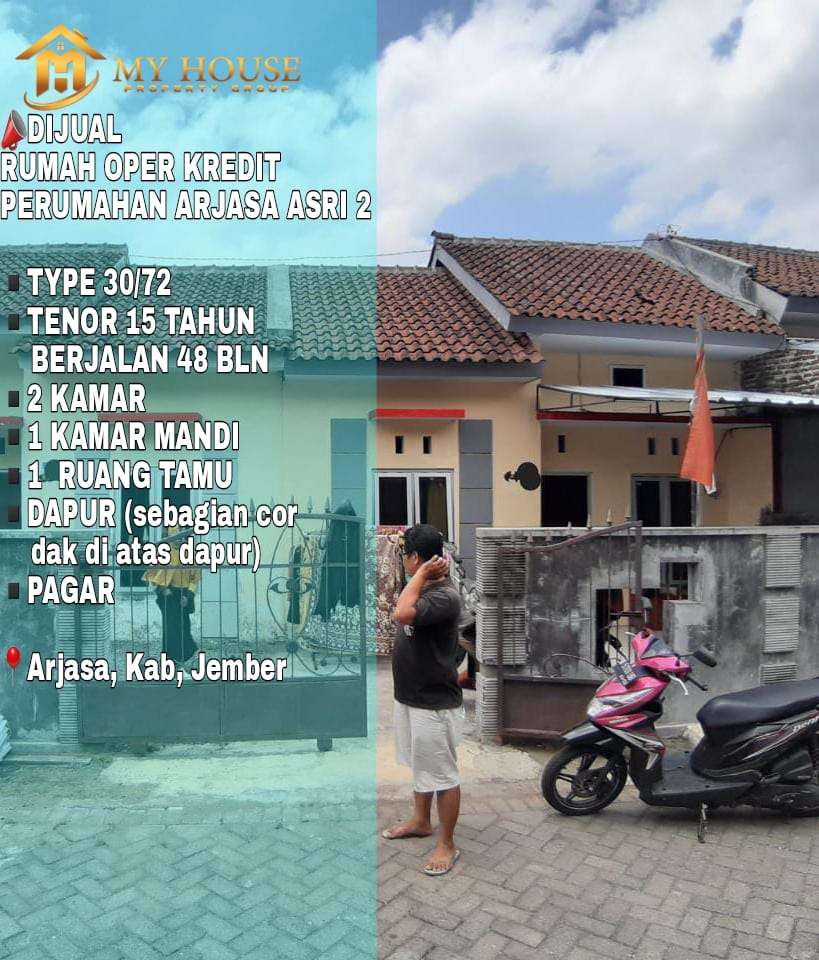 MY HOUSE
PROPERTY GROUP
DIJUAL
RUMAH OPER KREDIT
PERUMAHAN ARJASA ASRI 2
TYPE 30/72
TENOR 15 TAHUN
BERJALAN 48 BLN
2 KAMAR
1 KAMAR MANDI
1 RUANG TAMU
DAPUR (sebagian cor
dak di atas dapur)
PAGAR
Arjasa, Kab, Jember